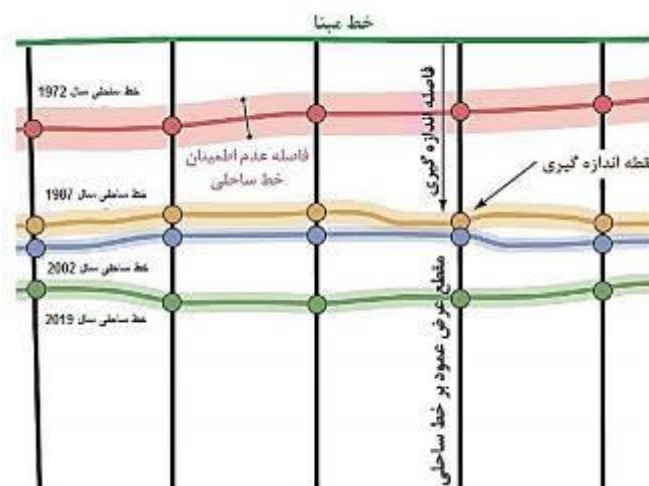 خط مبنا
خط ساحلی سال 1972
فاصله اندازه گیری
فاصله عدم اطمینان
خط ساحلی
نقطه اندازه گیری
خط ساحلی سال 1987
خط ساحلی سال 2002
خط ساحلی سال 2019
مقطع عرض عمود بر خط ساحلی